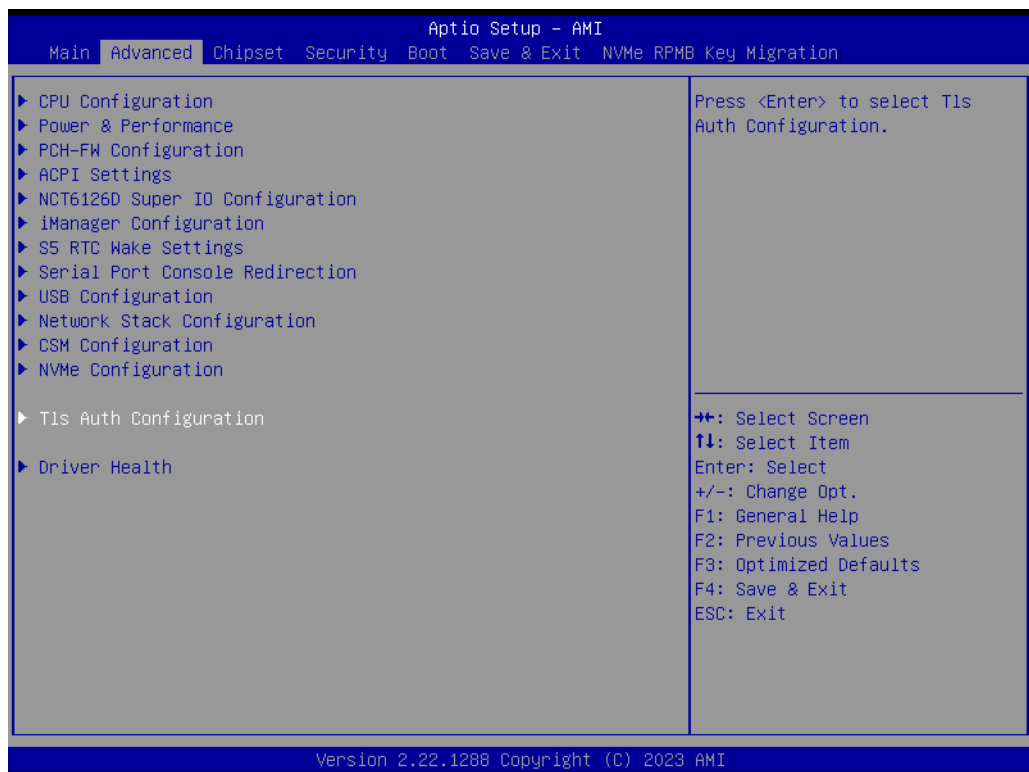 Aptio Setup – AMI
Main Advanced Chipset Security Boot Save & Exit NVMe RPMB Key Migration
▶ CPU Configuration
▶ Power & Performance
▶ PCH-FW Configuration
▶ ACPI Settings
▶ NCT6126D Super IO Configuration
▶ iManager Configuration
▶ S5 RTC Wake Settings
▶ Serial Port Console Redirection
▶ USB Configuration
▶ Network Stack Configuration
▶ CSM Configuration
▶ NVMe Configuration
▶ Tls Auth Configuration
▶ Driver Health
Press <Enter> to select Tls
Auth Configuration.
→←: Select Screen
↑↓: Select Item
Enter: Select
+/-: Change Opt.
F1: General Help
F2: Previous Values
F3: Optimized Defaults
F4: Save & Exit
ESC: Exit
Version 2.22.1288 Copyright (C) 2023 AMI